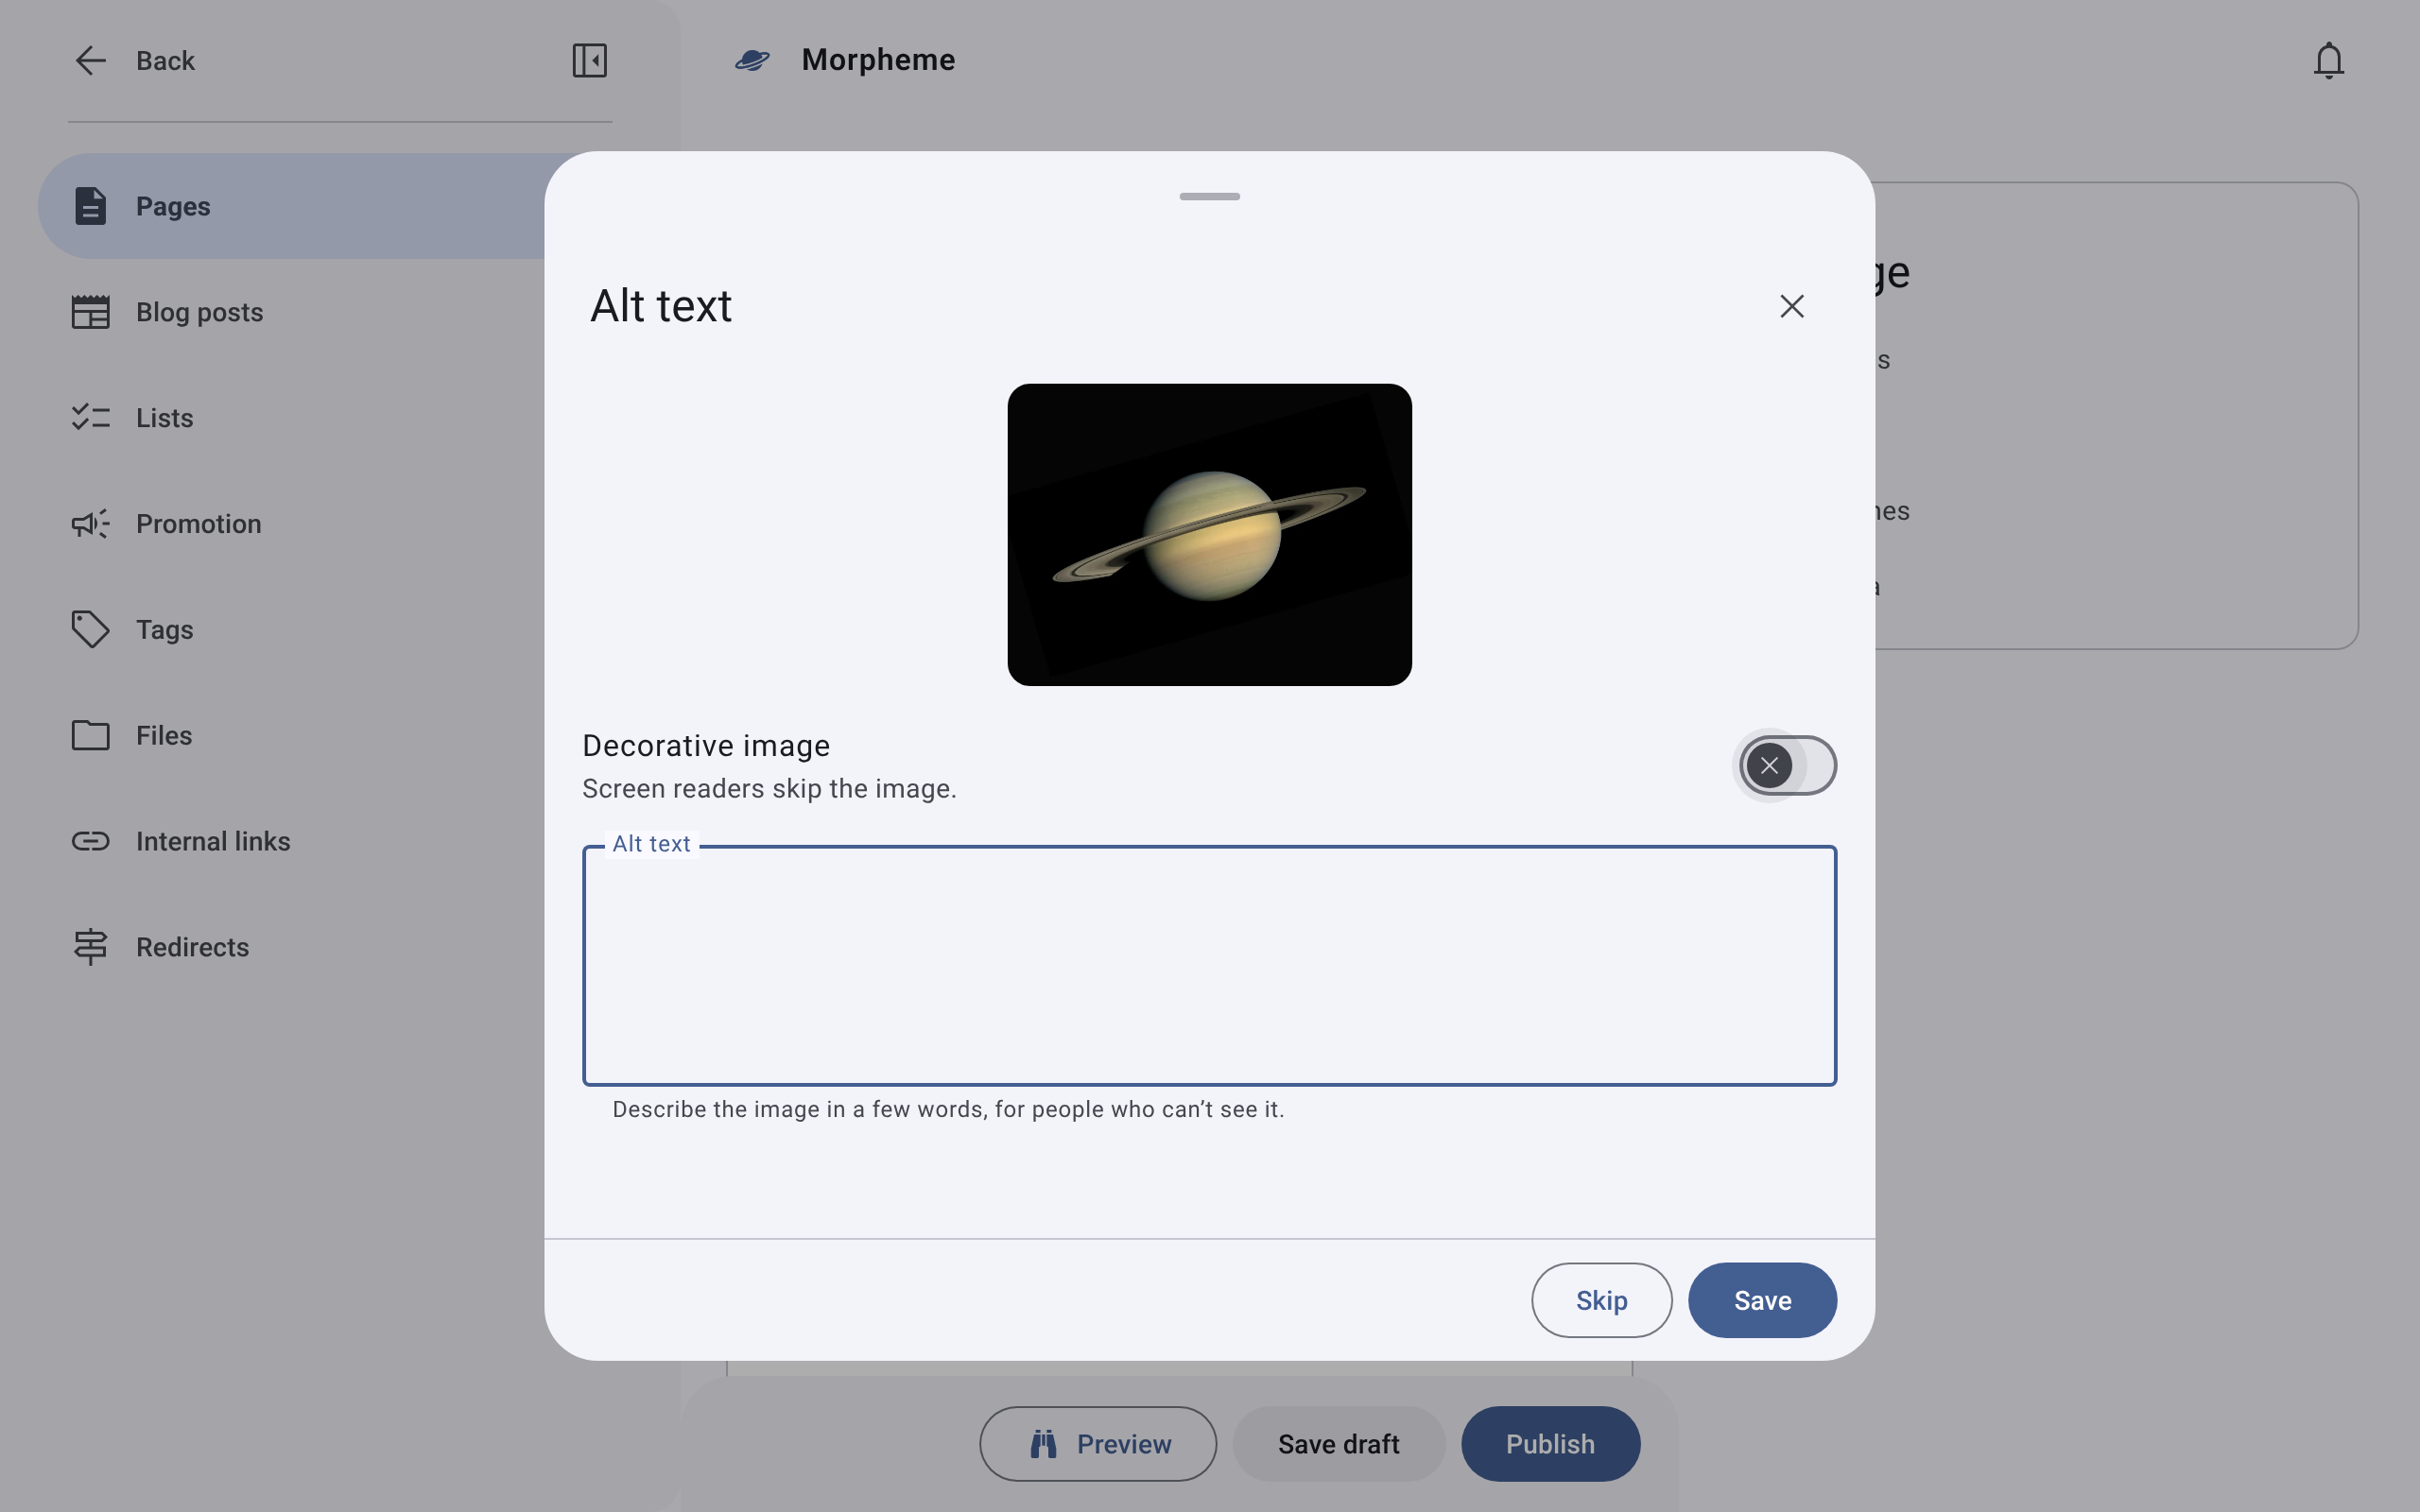 Back
Morpheme
Pages
Blog posts
Lists
Promotion
Tags
Files
Internal links
Redirects
Alt text
Decorative image
Screen readers skip the image.
Alt text
Describe the image in a few words, for people who can’t see it.
Skip
Save
Preview
Save draft
Publish